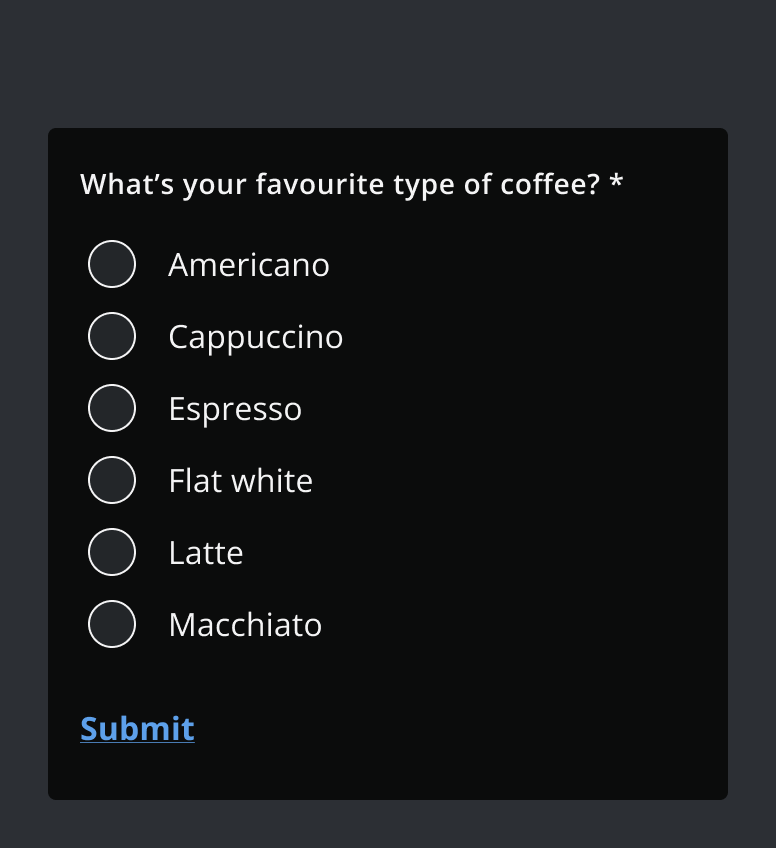 What’s your favourite type of coffee? *
Americano
Cappuccino
Espresso
Flat white
Latte
Macchiato
Submit